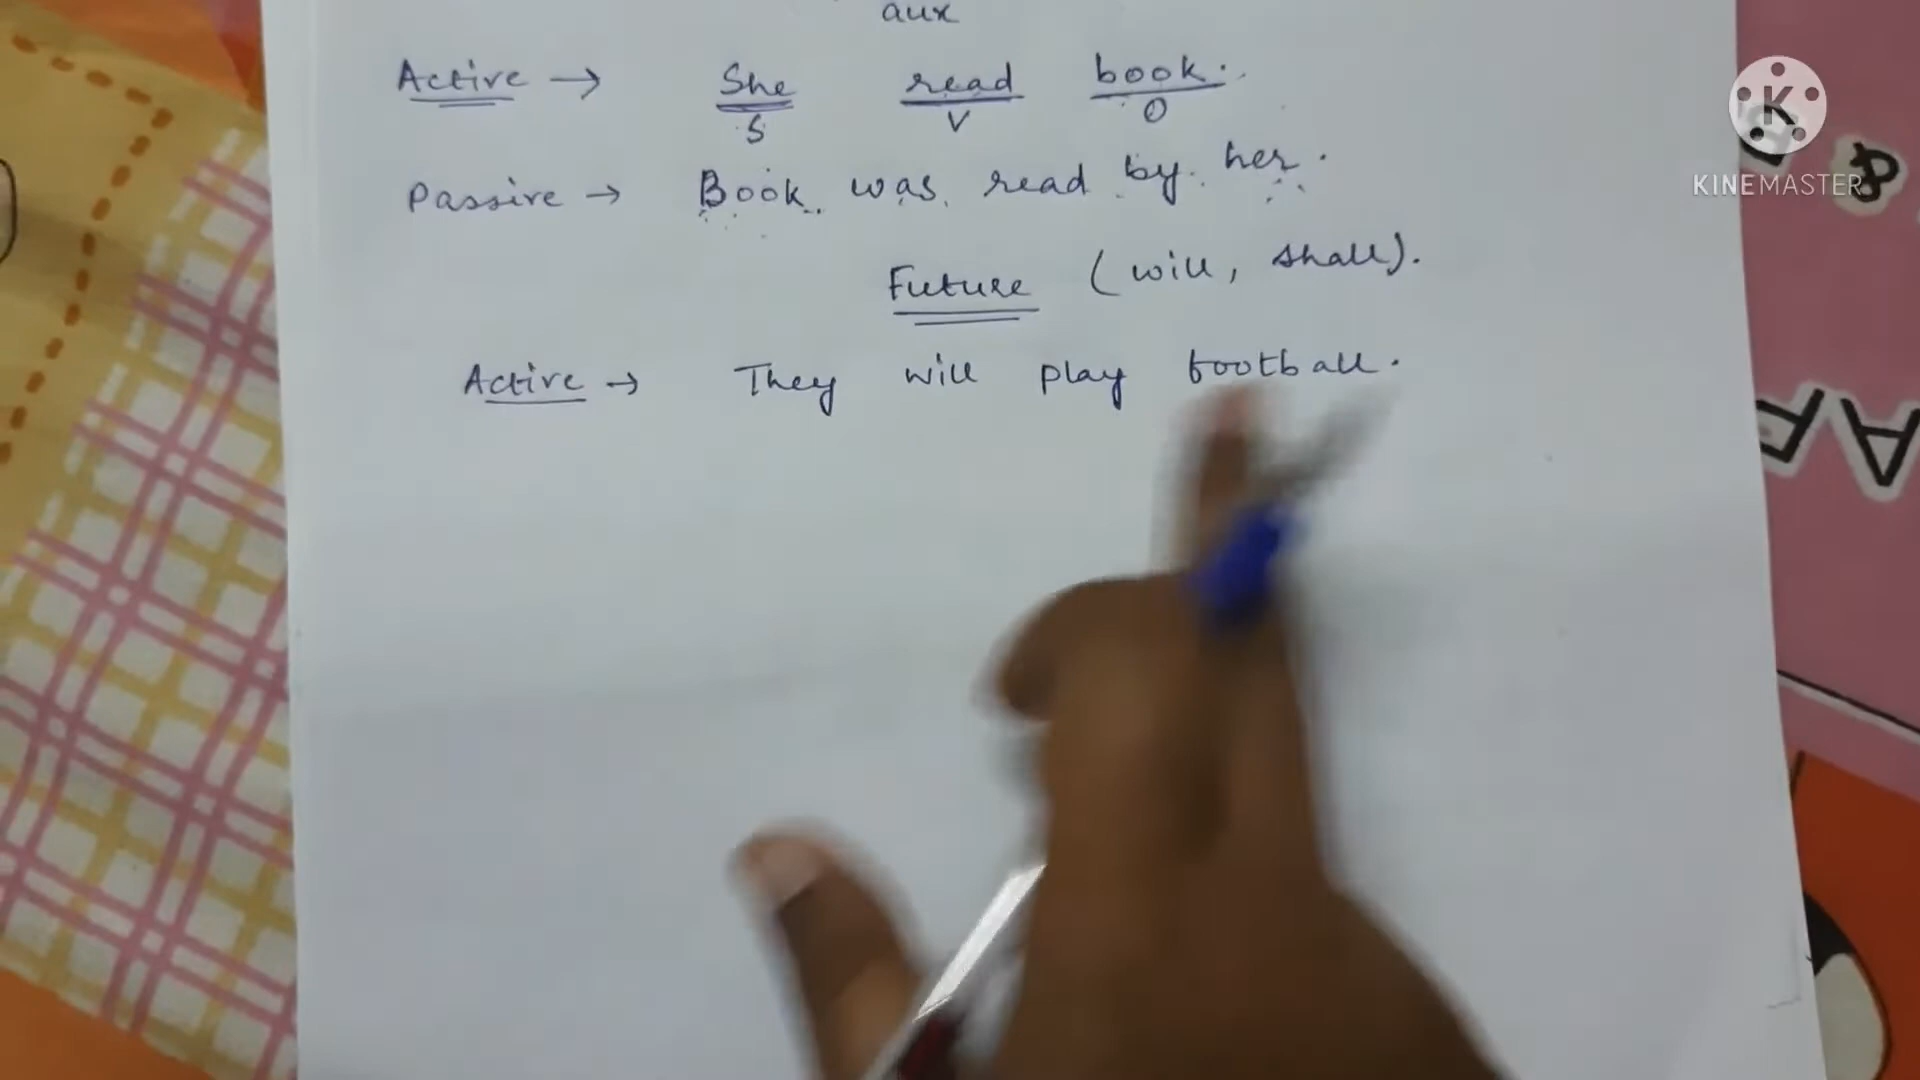 aux
Active → She read book.
S V O
Passive → Book was read by her.
Future (will, shall).
Active → They will play football.
KINEMASTER